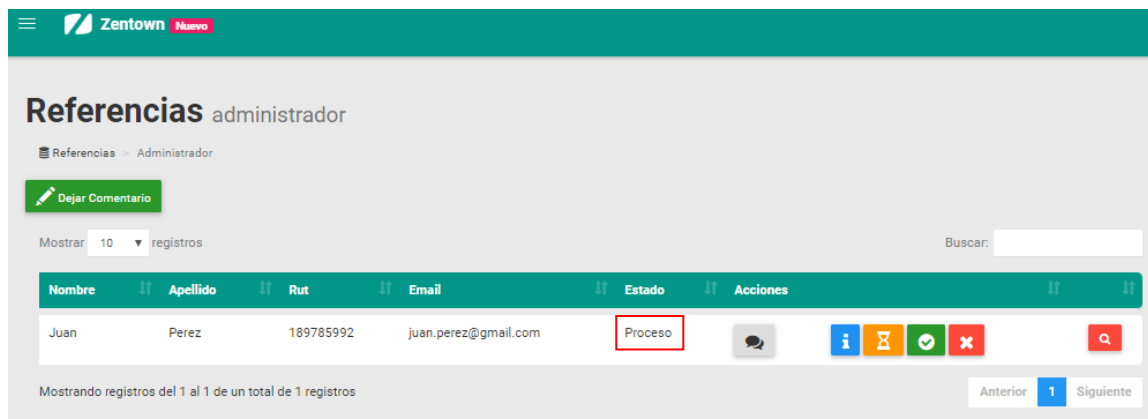 Zentown Nuevo
Referencias administrador
Referencias > Administrador
Dejar Comentario
Mostrar 10 registros
Buscar:
Nombre Apellido Rut Email Estado Acciones
Juan Perez 189785992 juan.perez@gmail.com Proceso
Mostrando registros del 1 al 1 de un total de 1 registros
Anterior 1 Siguiente